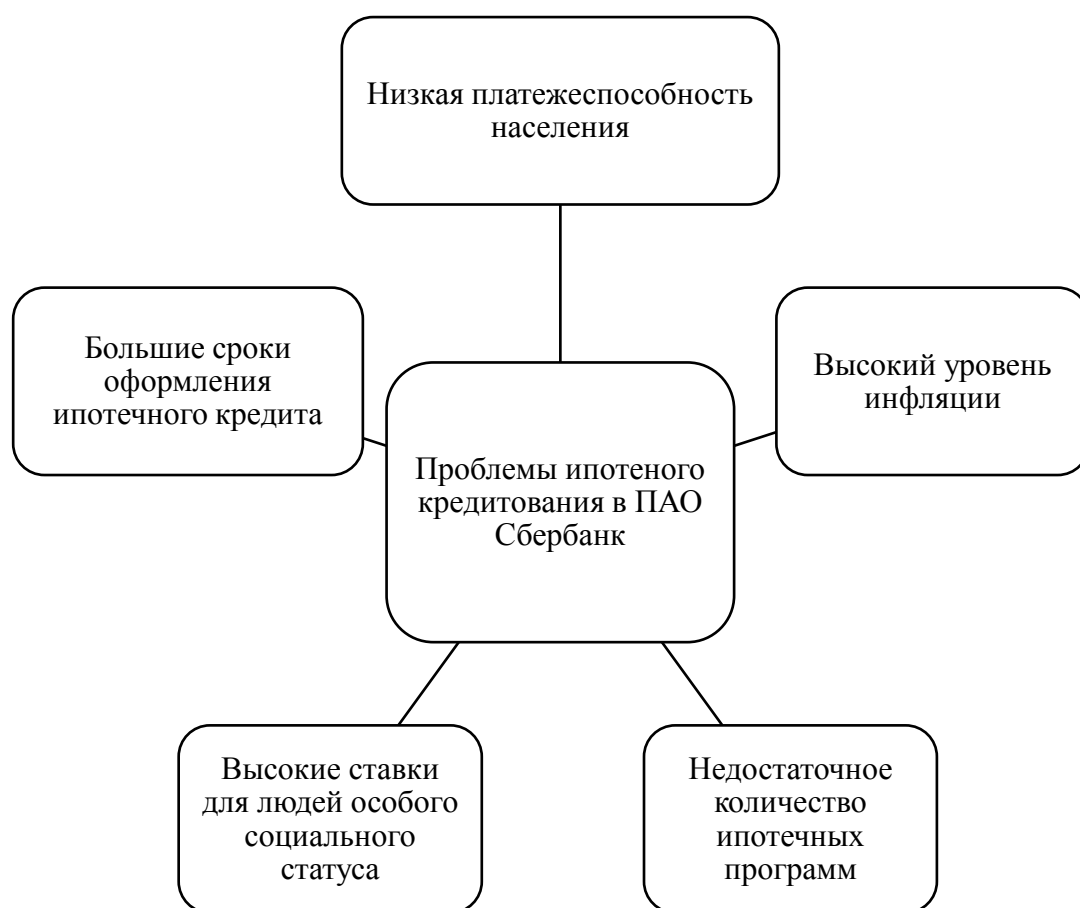 Низкая платежеспособность
населения
Большие сроки
оформления
ипотечного кредита
Высокий уровень
инфляции
Проблемы ипотеного
кредитования в ПАО
Сбербанк
Высокие ставки
для людей особого
социального
статуса
Недостаточное
количество
ипотечных
программ